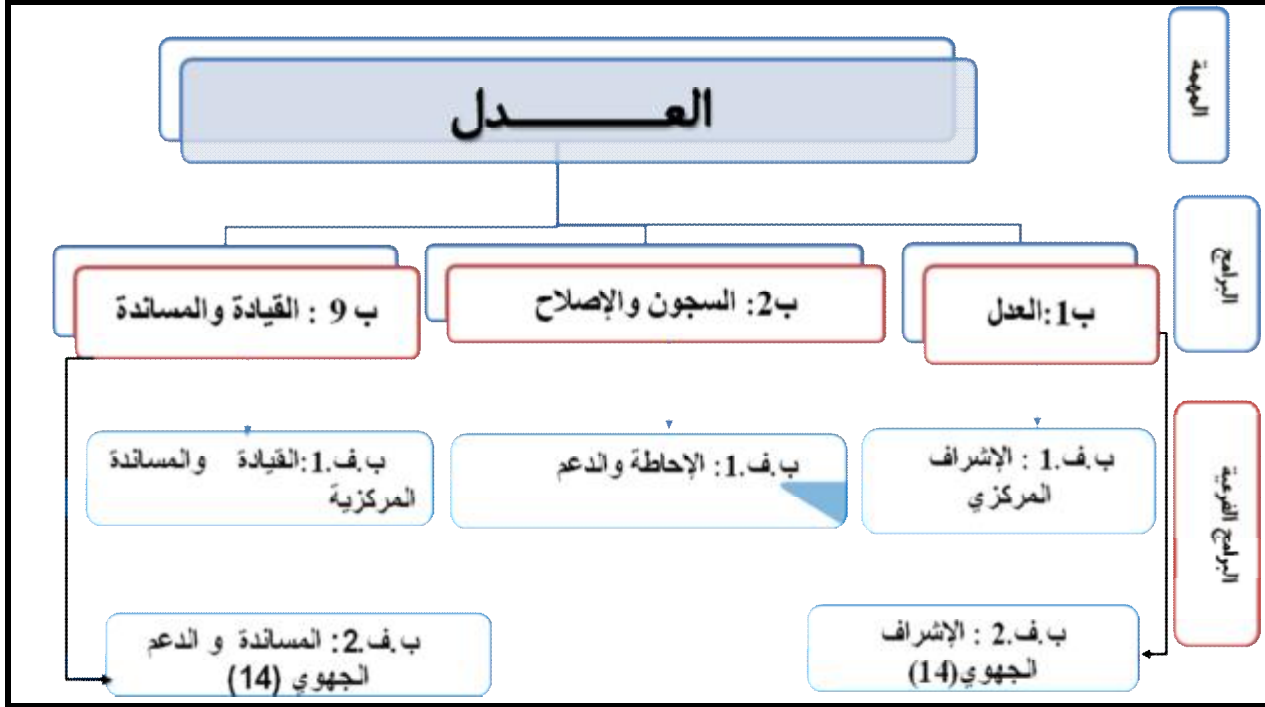 المهمة
العـــــــــدل
البرامج
ب1:العدل
ب2: السجون والإصلاح
ب 9 : القيادة والمساندة
البرامج الفرعية
ب.ف.1 : الإشراف
المركزي
ب.ف.1: الإحاطة والدعم
ب.ف.1:القيادة والمساندة
المركزية
ب.ف.2 : الإشراف
الجهوي(14)
ب.ف.2: المساندة و الدعم
الجهوي (14)